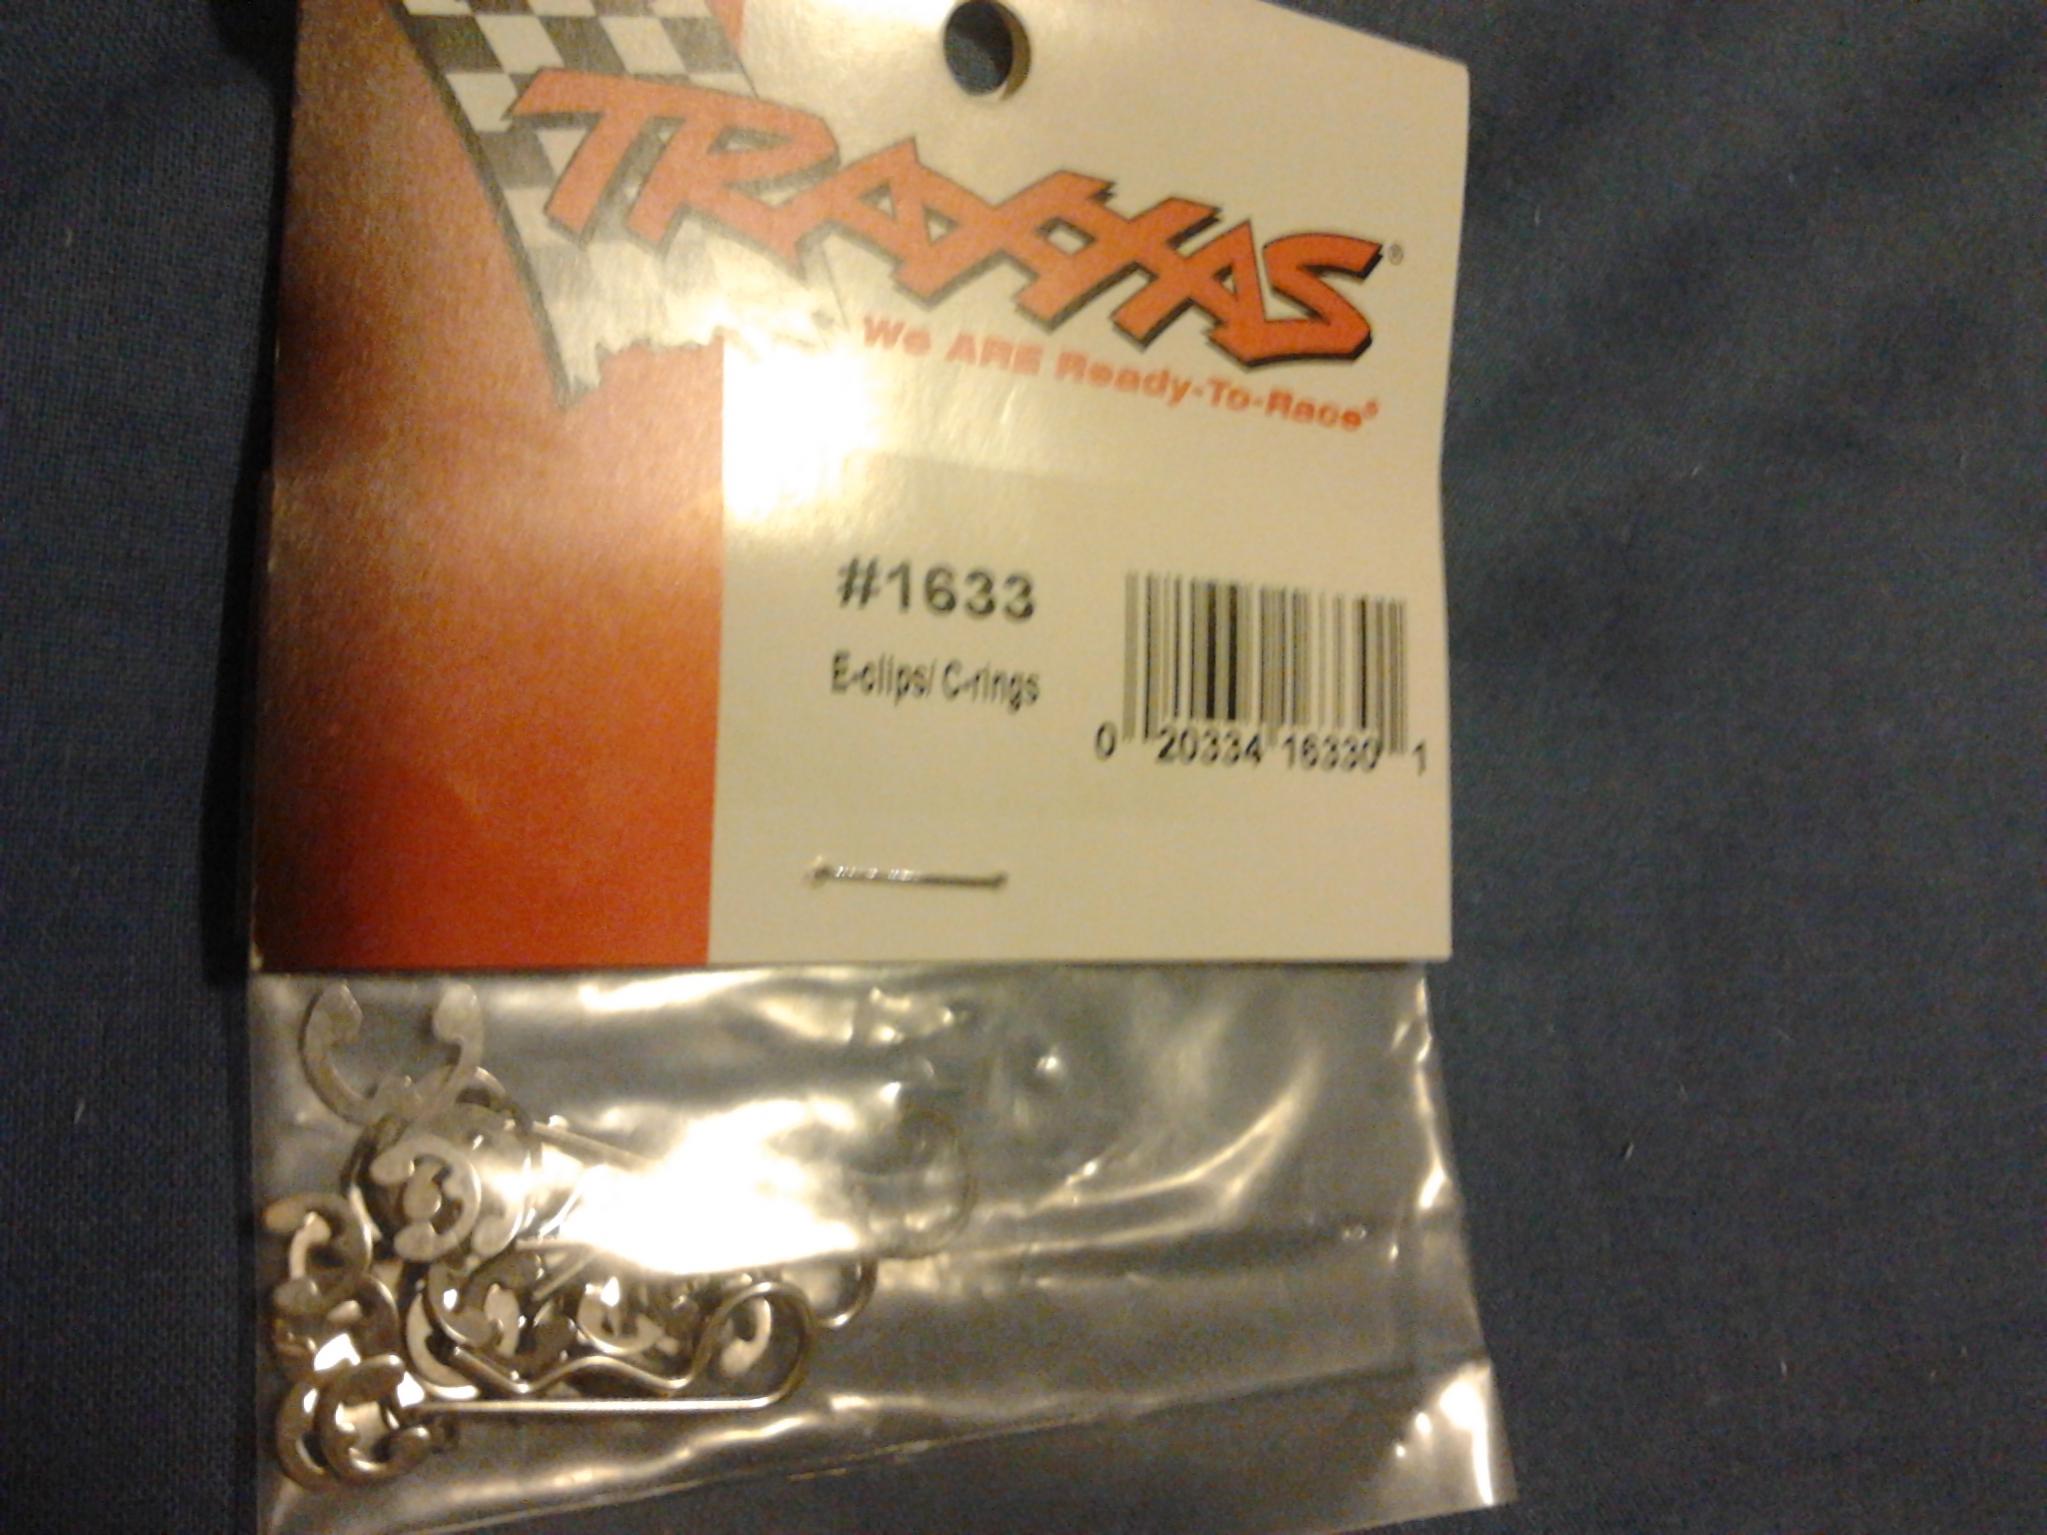 TRAXXAS®
We ARE Ready-To-Race®
#1633
E-clips/ C-rings
0 20334 16330 1